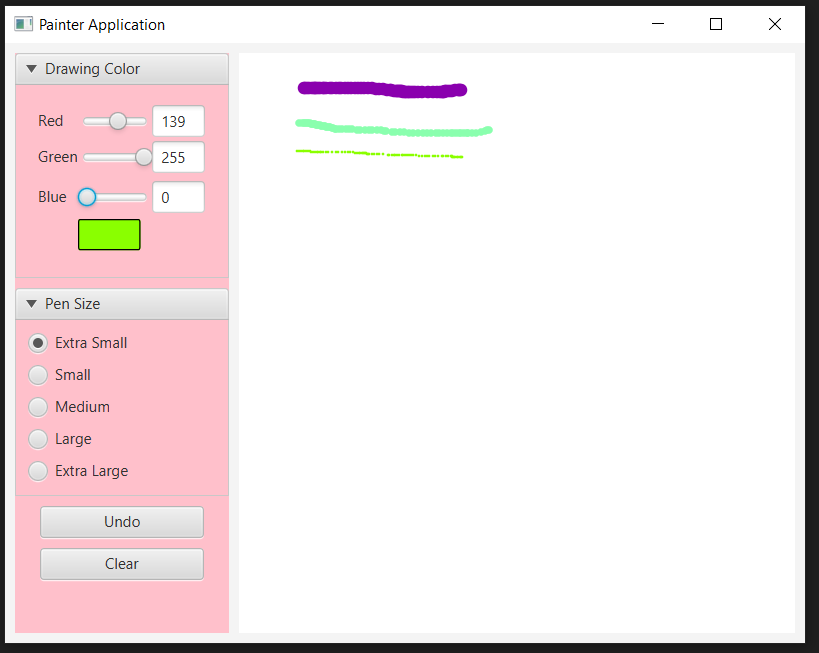 Painter Application
Drawing Color
Red 139
Green 255
Blue 0
Pen Size
Extra Small
Small
Medium
Large
Extra Large
Undo
Clear